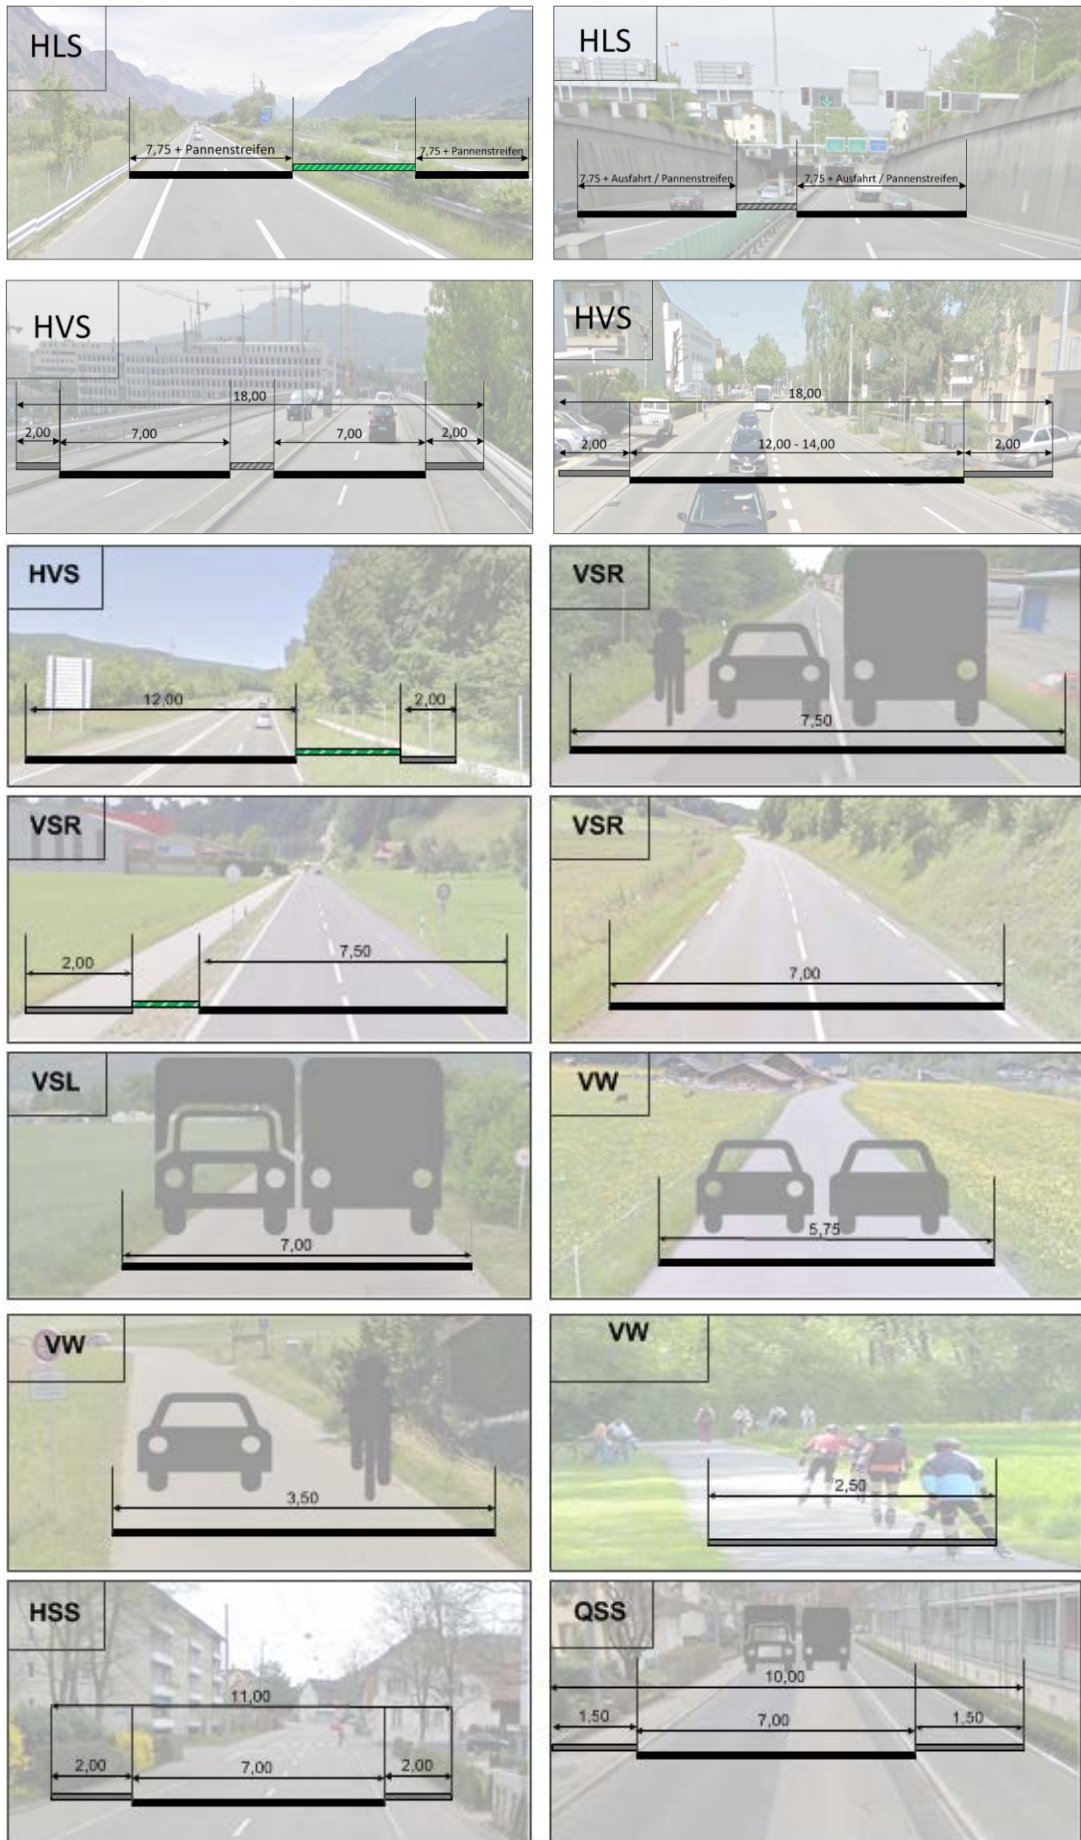 HLS
7,75 + Pannenstreifen
7,75 + Pannenstreifen
HLS
7,75 + Ausfahrt / Pannenstreifen
7,75 + Ausfahrt / Pannenstreifen
HVS
18,00
2,00
7,00
7,00
2,00
HVS
18,00
2,00
12,00 - 14,00
2,00
HVS
12,00
2,00
VSR
7,50
VSR
2,00
7,50
VSR
7,00
VSL
7,00
VW
5,75
VW
3,50
VW
2,50
HSS
11,00
2,00
7,00
2,00
QSS
10,00
1,50
7,00
1,50